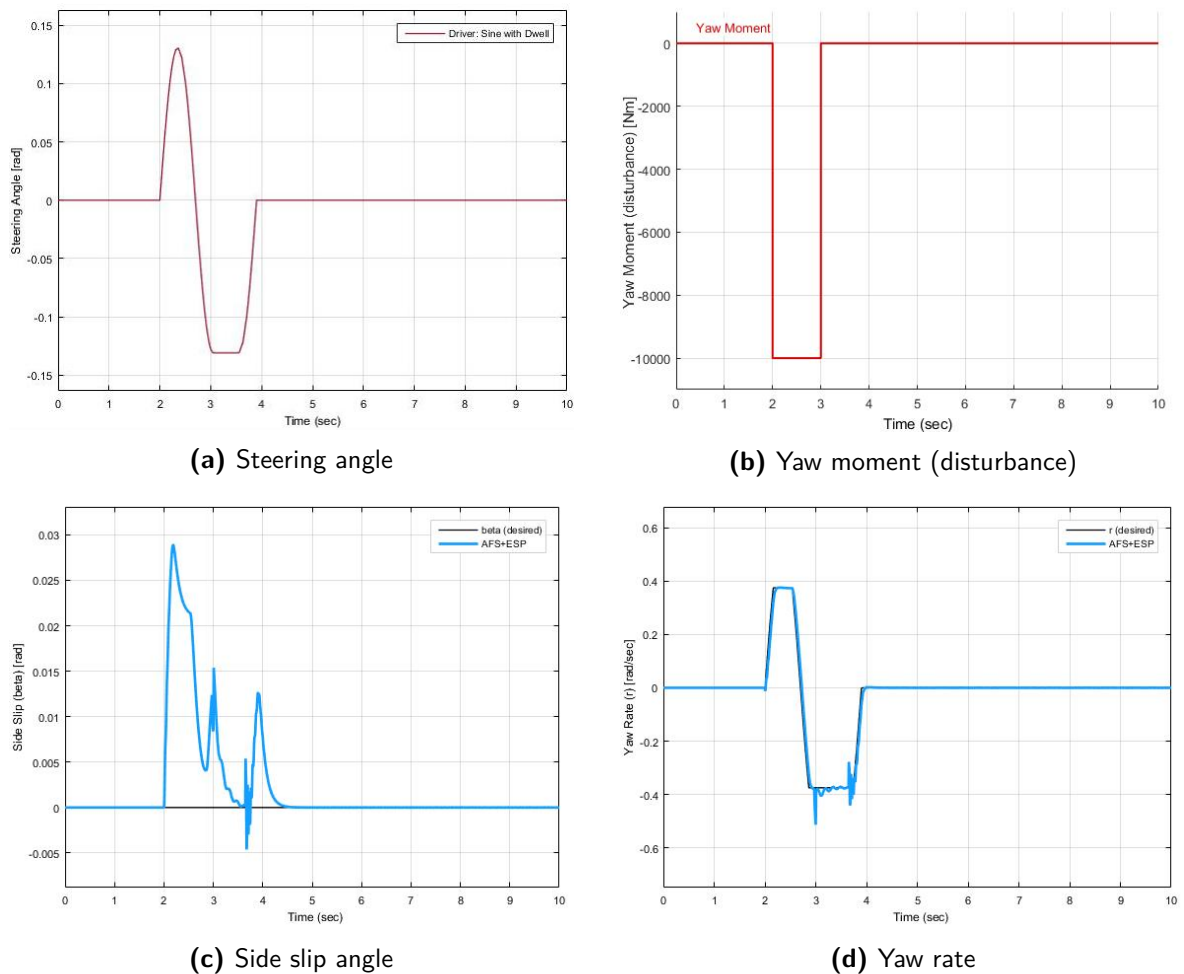 0.15
0.1
0.05
0
-0.05
-0.1
-0.15
Steering Angle [rad]
Driver: Sine with Dwell
0 1 2 3 4 5 6 7 8 9 10
Time (sec)
(a) Steering angle
Yaw Moment
0
-2000
-4000
-6000
-8000
-10000
Yaw Moment (disturbance) [Nm]
0 1 2 3 4 5 6 7 8 9 10
Time (sec)
(b) Yaw moment (disturbance)
0.03
0.025
0.02
0.015
0.01
0.005
0
-0.005
Side Slip (beta) [rad]
beta (desired)
AFS+ESP
0 1 2 3 4 5 6 7 8 9 10
Time (sec)
(c) Side slip angle
0.6
0.4
0.2
0
-0.2
-0.4
-0.6
Yaw Rate (r) [rad/sec]
r (desired)
AFS+ESP
0 1 2 3 4 5 6 7 8 9 10
Time (sec)
(d) Yaw rate